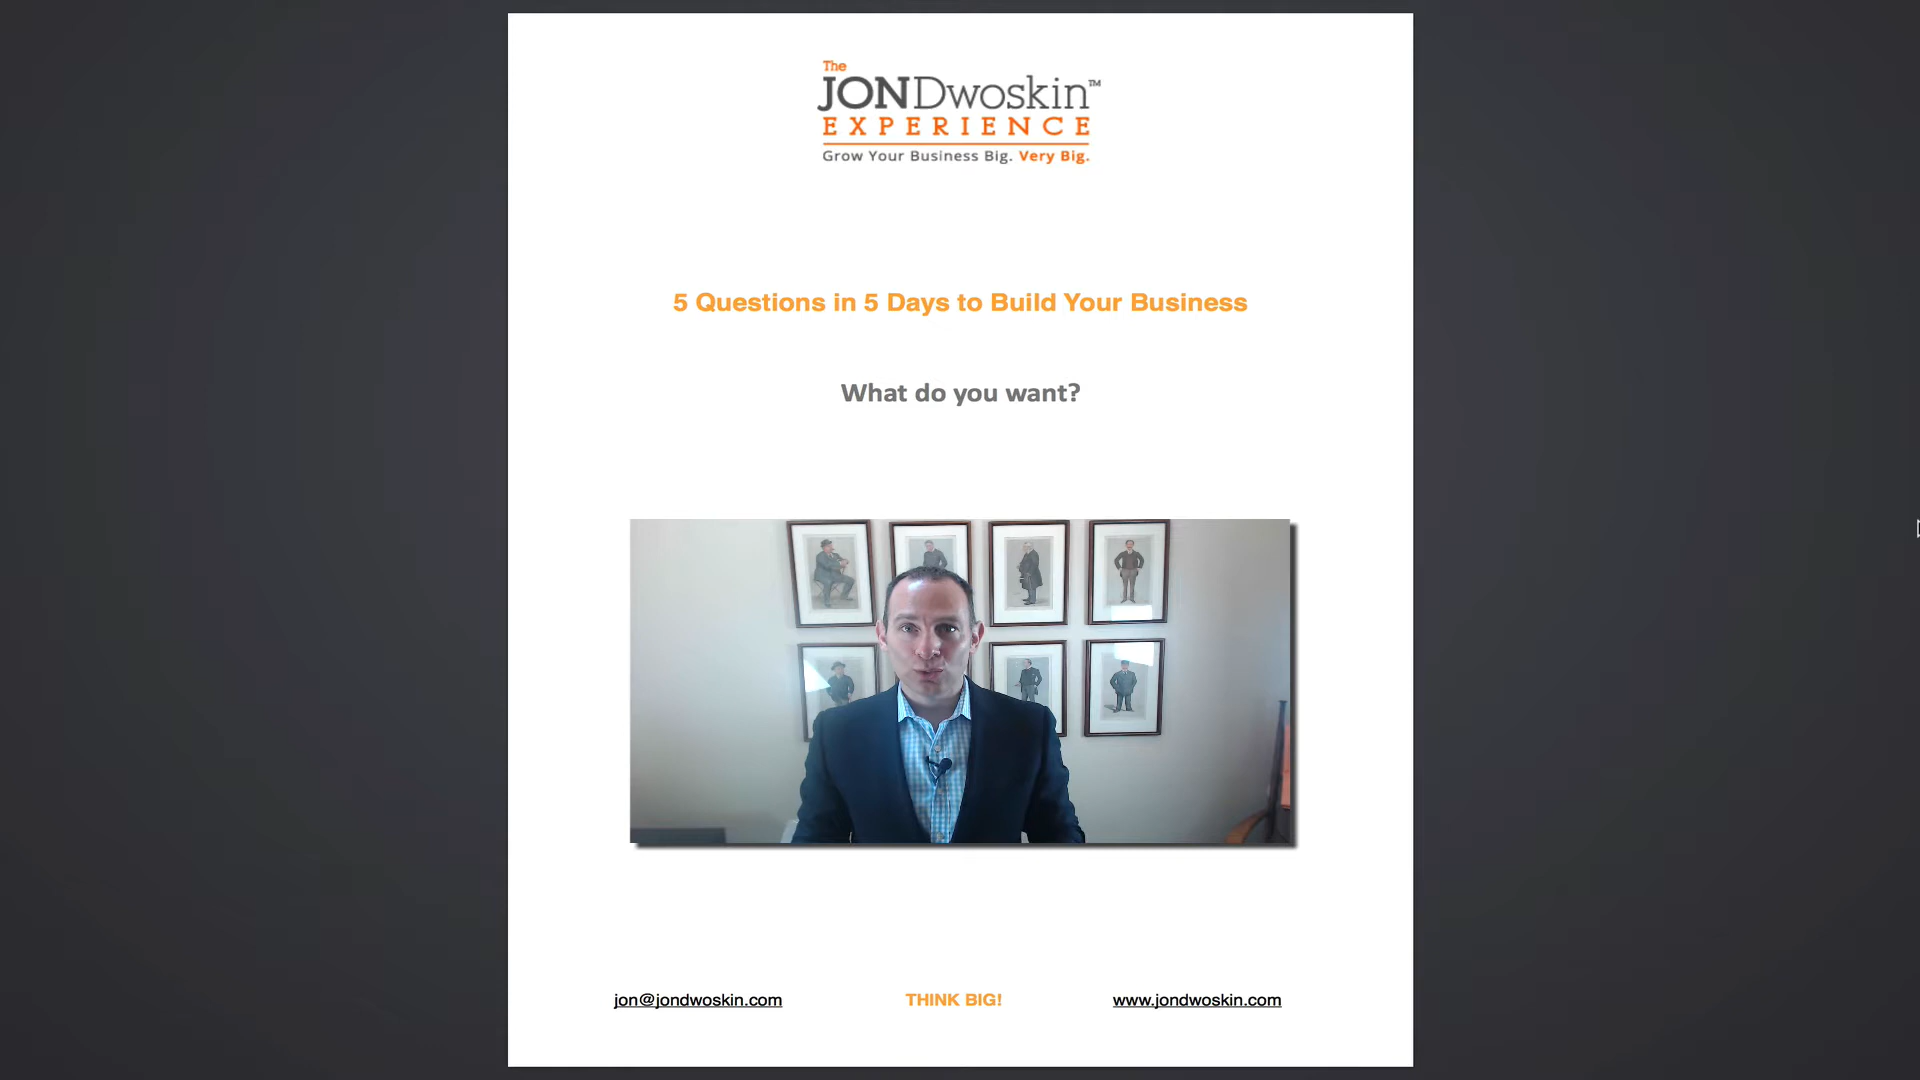 The
JONDwoskin™
EXPERIENCE
Grow Your Business Big. Very Big.
5 Questions in 5 Days to Build Your Business
What do you want?
jon@jondwoskin.com THINK BIG! www.jondwoskin.com